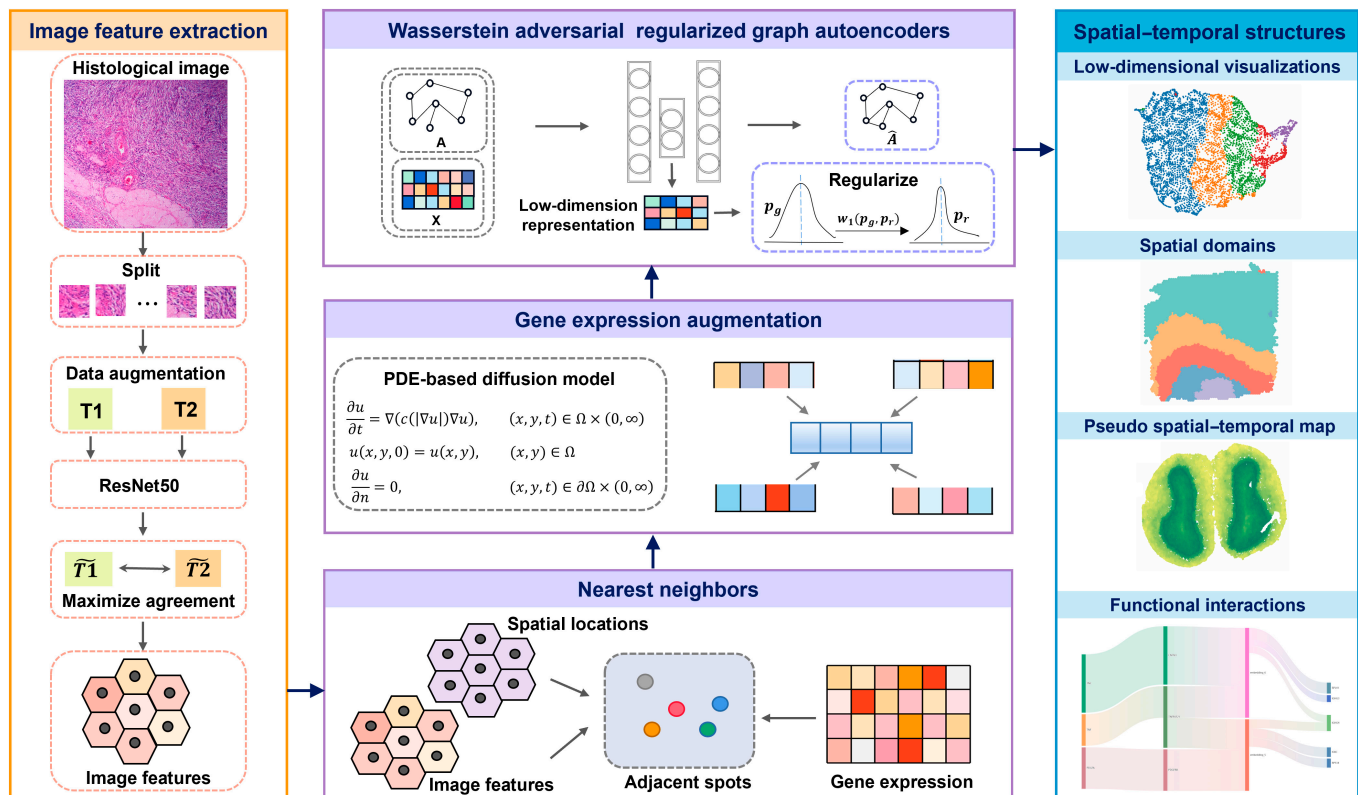 Image feature extraction
Histological image
Split
...
Data augmentation
T1 T2
ResNet50
T̃1 T̃2
Maximize agreement
Image features
Wasserstein adversarial regularized graph autoencoders
A
X
Low-dimension
representation
Â
Regularize
p_g w₁(p_g, p_r) p_r
Gene expression augmentation
PDE-based diffusion model
∂u/∂t = ∇(c(|∇u|)∇u), (x, y, t) ∈ Ω × (0, ∞)
u(x, y, 0) = u(x, y), (x, y) ∈ Ω
∂u/∂n = 0, (x, y, t) ∈ ∂Ω × (0, ∞)
Nearest neighbors
Spatial locations
Image features
Adjacent spots
Gene expression
Spatial–temporal structures
Low-dimensional visualizations
Spatial domains
Pseudo spatial–temporal map
Functional interactions